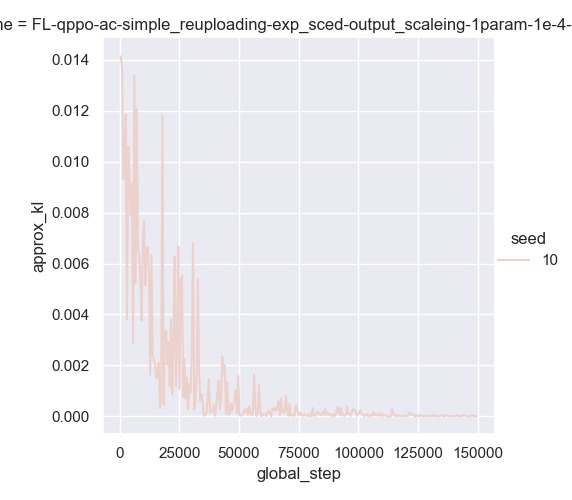 ne = FL-qppo-ac-simple_reuploading-exp_sced-output_scaleing-1param-1e-4-
0.014
0.012
0.010
0.008
0.006
0.004
0.002
0.000
approx_kl
0 25000 50000 75000 100000 125000 150000
global_step
seed
10